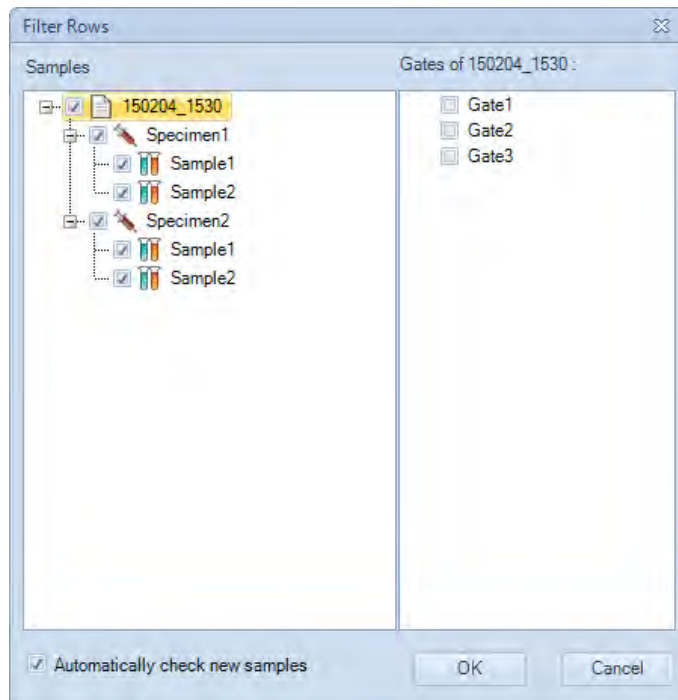 Filter Rows
Samples
Gates of 150204_1530 :
150204_1530
Specimen1
Sample1
Sample2
Specimen2
Sample1
Sample2
Gate1
Gate2
Gate3
Automatically check new samples
OK
Cancel